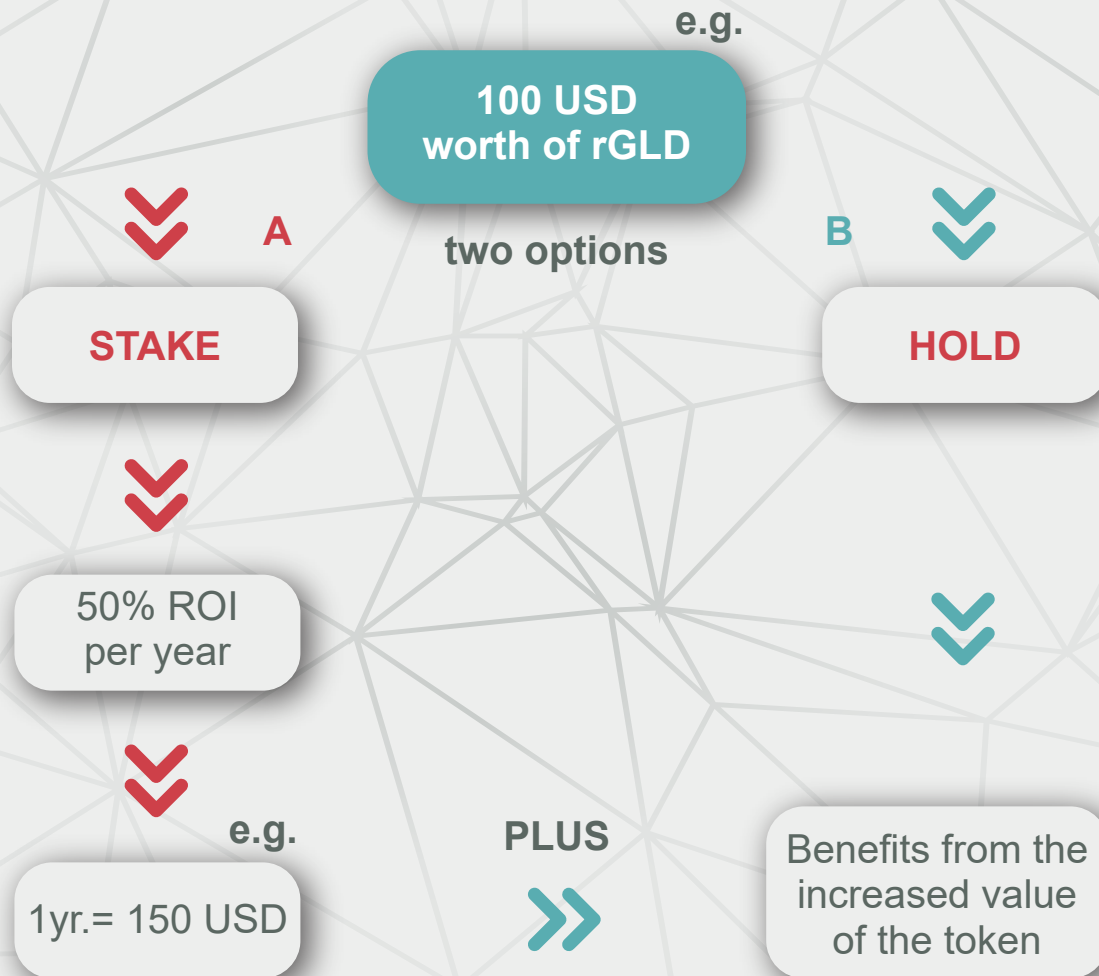 e.g.
100 USD
worth of rGLD
A
two options
B
STAKE
HOLD
50% ROI
per year
e.g.
1yr.= 150 USD
PLUS
Benefits from the
increased value
of the token